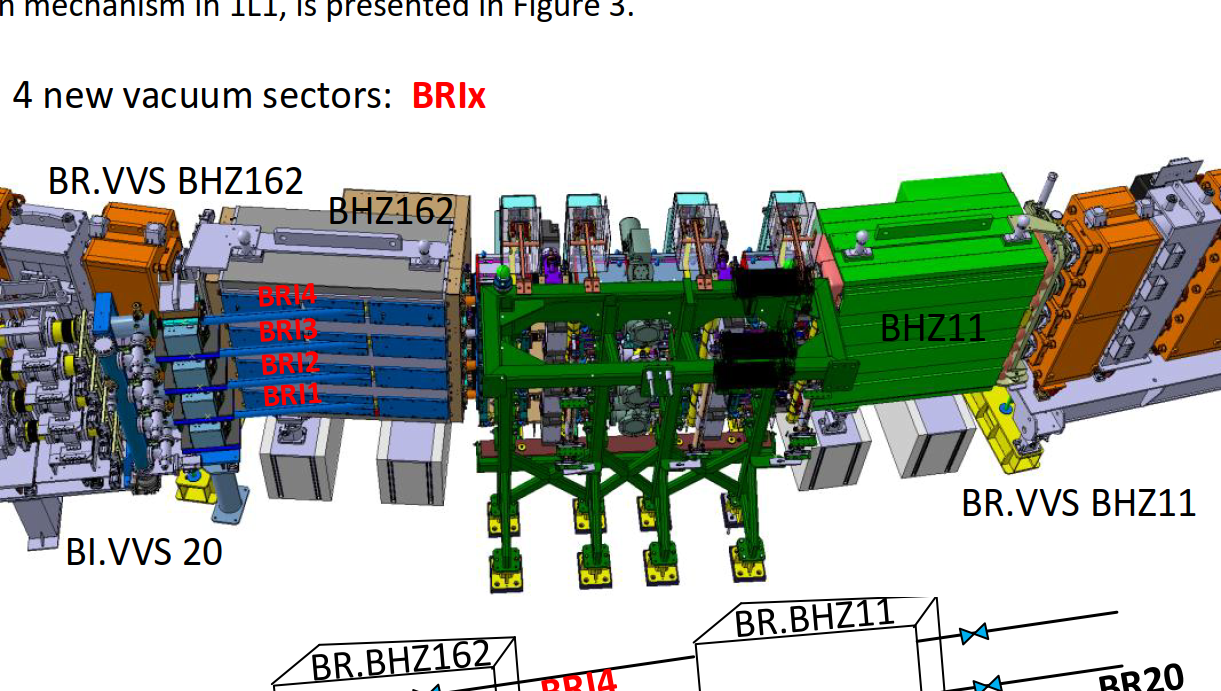 n mechanism in 1L1, is presented in Figure 3.
4 new vacuum sectors: BRIx
BR.VVS BHZ162
BHZ162
BRI4
BRI3
BRI2
BRI1
BHZ11
BR.VVS BHZ11
BI.VVS 20
BR.BHZ11
BR.BHZ162
BRI4
BR20